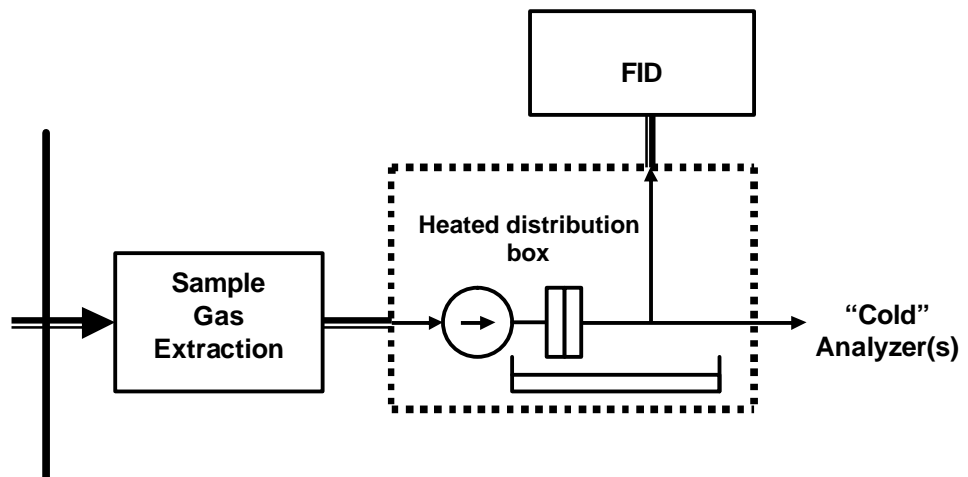 FID
Heated distribution
box
Sample
Gas
Extraction
“Cold”
Analyzer(s)